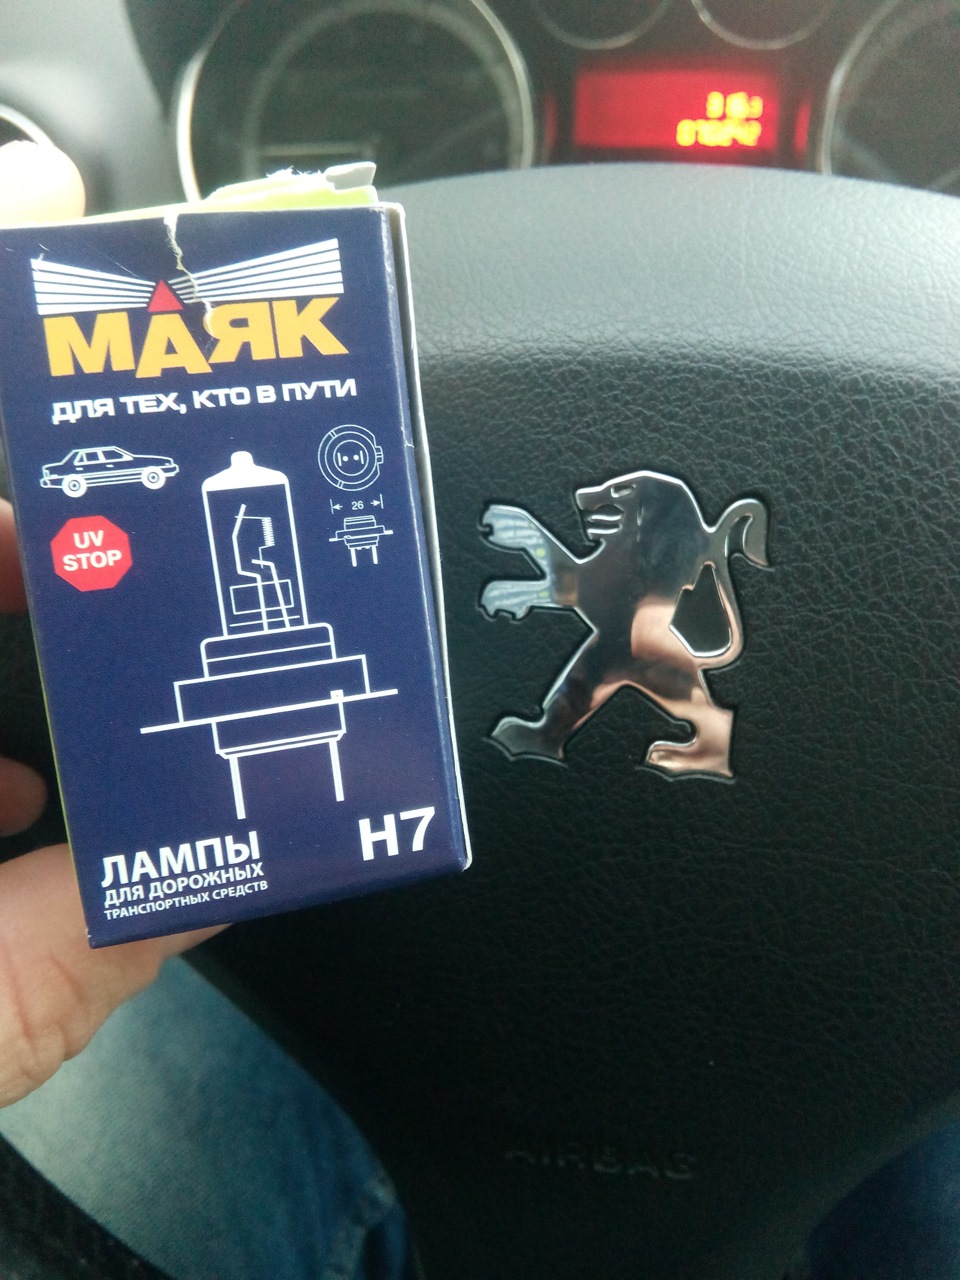 МАЯК
ДЛЯ ТЕХ, КТО В ПУТИ
26
UV
STOP
H7
ЛАМПЫ
ДЛЯ ДОРОЖНЫХ
ТРАНСПОРТНЫХ СРЕДСТВ
AIRBAG